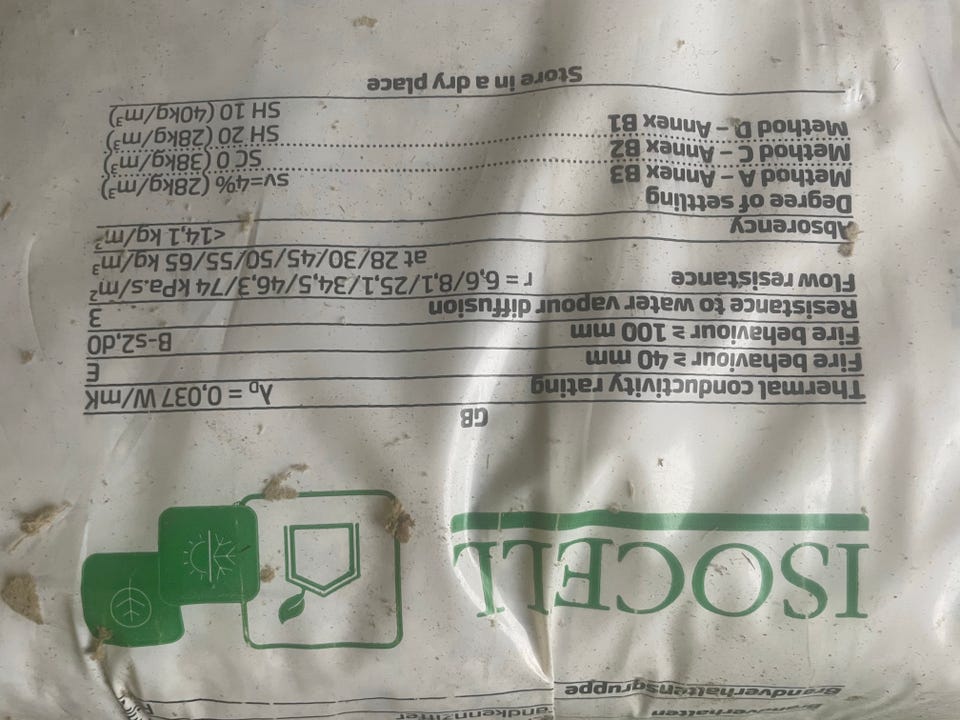 Brandverhalten
Brandverhaltensgruppe
ISOCELL
GB
Thermal conductivity rating λD = 0,037 W/mK
Fire behaviour ≥ 40 mm E
Fire behaviour ≥ 100 mm B-s2,d0
Resistance to water vapour diffusion 3
Flow resistance r = 6,6/8,1/25,1/34,5/46,3/74 kPa.s/m²
at 28/30/45/50/55/65 kg/m³
Absorency <14,1 kg/m²
Degree of settling
Method A – Annex B3 sv=4% (28kg/m³)
SC 0 (38kg/m³)
Method C – Annex B2 SH 20 (28kg/m³)
Method D – Annex B1 SH 10 (40kg/m³)
Store in a dry place